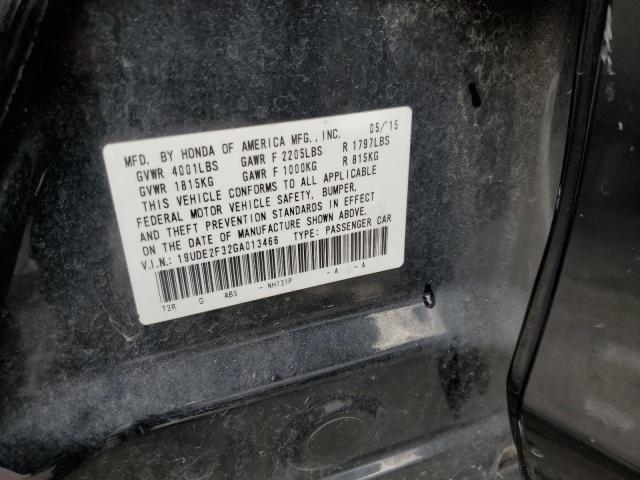 MFD. BY HONDA OF AMERICA MFG., INC. 05/'15
GVWR 4001LBS GAWR F 2205LBS R 1797LBS
GVWR 1815KG GAWR F 1000KG R 815KG
THIS VEHICLE CONFORMS TO ALL APPLICABLE
FEDERAL MOTOR VEHICLE SAFETY, BUMPER,
AND THEFT PREVENTION STANDARDS IN EFFECT
ON THE DATE OF MANUFACTURE SHOWN ABOVE.
V.I.N.: 19UDE2F32GA013466 TYPE: PASSENGER CAR
T3R G AB5 - NH731P - A - A